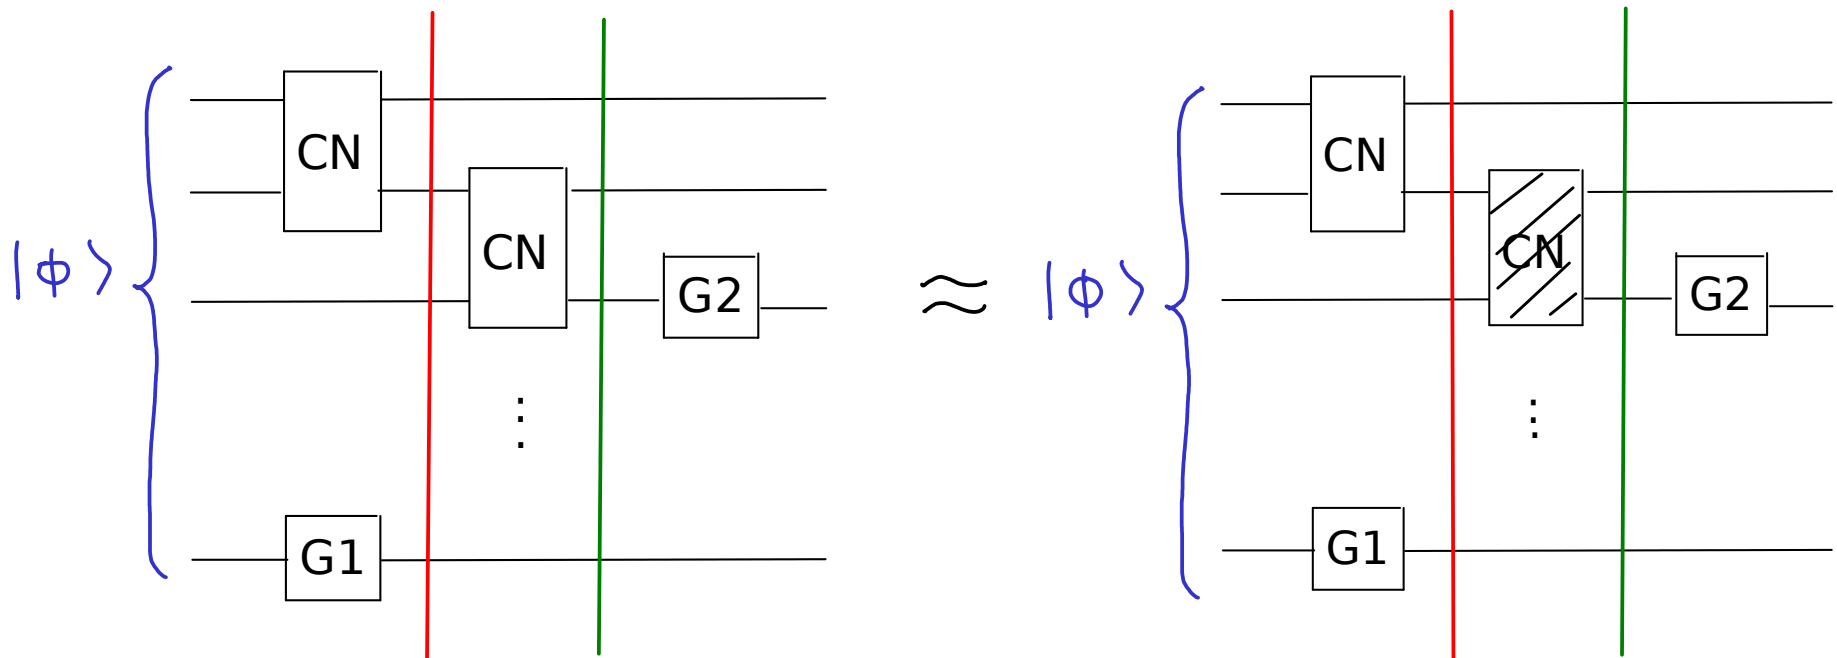 CN CN
CN CN
|ϕ⟩ G2 ≈ |ϕ⟩ G2
⋮ ⋮
G1 G1